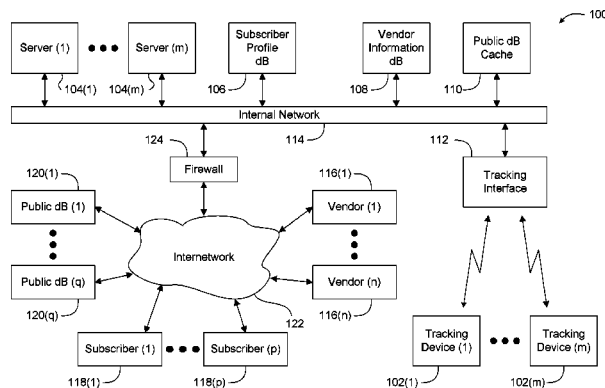 100
Server (1)
Server (m)
Subscriber
Profile
dB
Vendor
Information
dB
Public dB
Cache
104(1)
104(m)
106
108
110
Internal Network
124
114
112
Firewall
Tracking
Interface
120(1)
116(1)
Public dB (1)
Vendor (1)
Internetwork
Public dB (q)
Vendor (n)
120(q)
122
116(n)
Subscriber (1)
Subscriber (p)
Tracking
Device (1)
Tracking
Device (m)
118(1)
118(p)
102(1)
102(m)